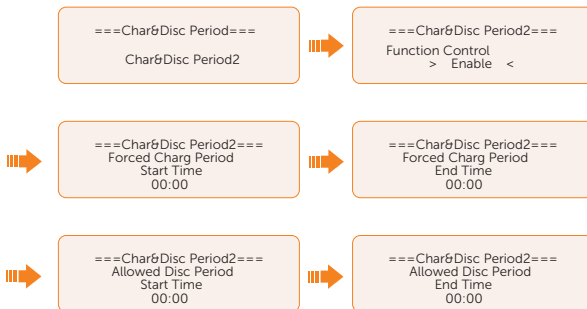 ===Char&Disc Period===
Char&Disc Period2
===Char&Disc Period2===
Function Control
> Enable <
===Char&Disc Period2===
Forced Charg Period
Start Time
00:00
===Char&Disc Period2===
Forced Charg Period
End Time
00:00
===Char&Disc Period2===
Allowed Disc Period
Start Time
00:00
===Char&Disc Period2===
Allowed Disc Period
End Time
00:00